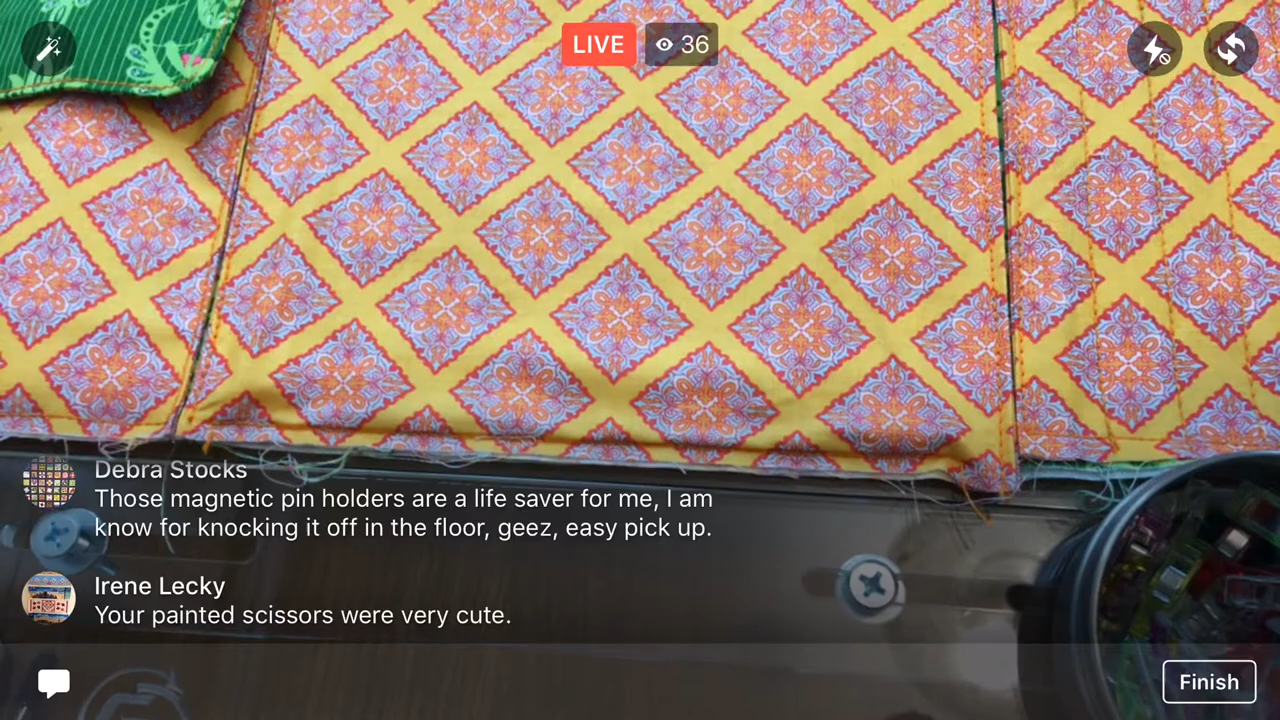 LIVE 36
Debra Stocks
Those magnetic pin holders are a life saver for me, I am
know for knocking it off in the floor, geez, easy pick up.
Irene Lecky
Your painted scissors were very cute.
Finish